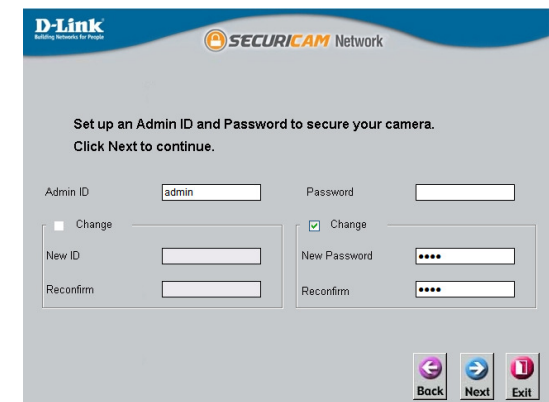 D-Link
Building Networks for People
SECURICAM Network
Set up an Admin ID and Password to secure your camera.
Click Next to continue.
Admin ID
admin
Password
Change
Change
New ID
New Password
••••
Reconfirm
Reconfirm
••••
Back
Next
Exit